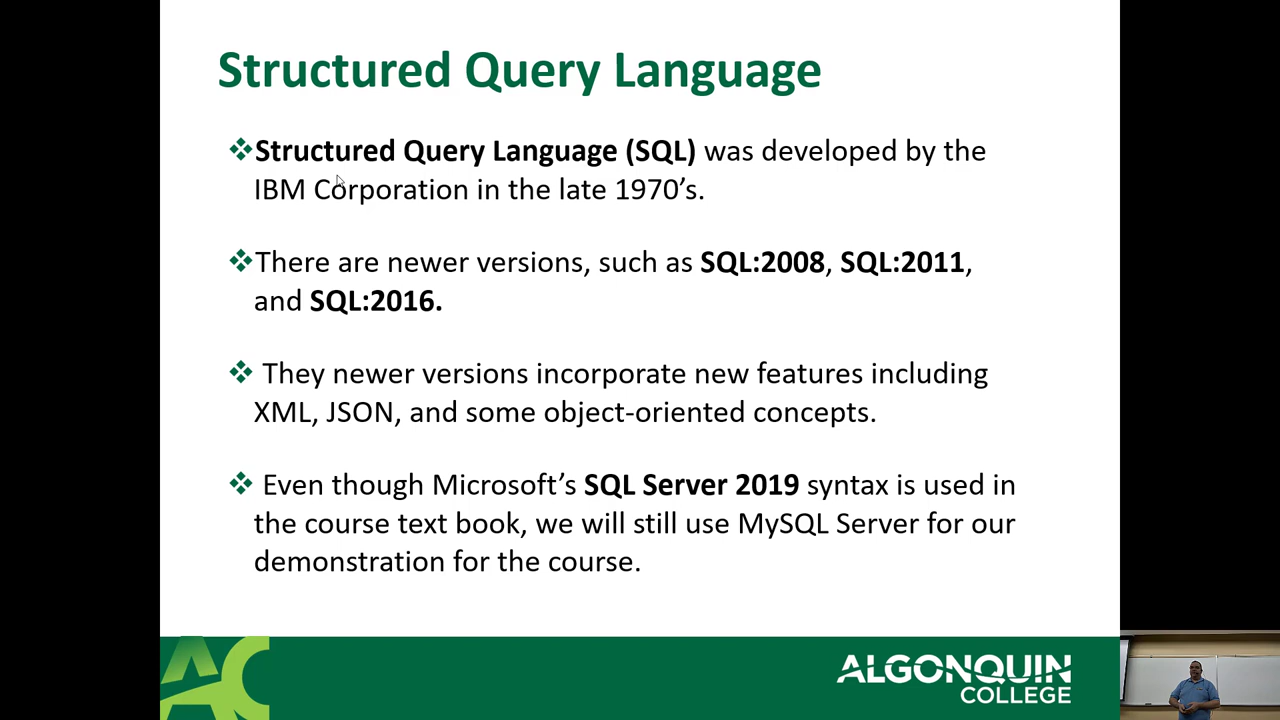 Structured Query Language
❖Structured Query Language (SQL) was developed by the
IBM Corporation in the late 1970’s.
❖There are newer versions, such as SQL:2008, SQL:2011,
and SQL:2016.
❖ They newer versions incorporate new features including
XML, JSON, and some object-oriented concepts.
❖ Even though Microsoft’s SQL Server 2019 syntax is used in
the course text book, we will still use MySQL Server for our
demonstration for the course.
AC
ALGONQUIN
COLLEGE